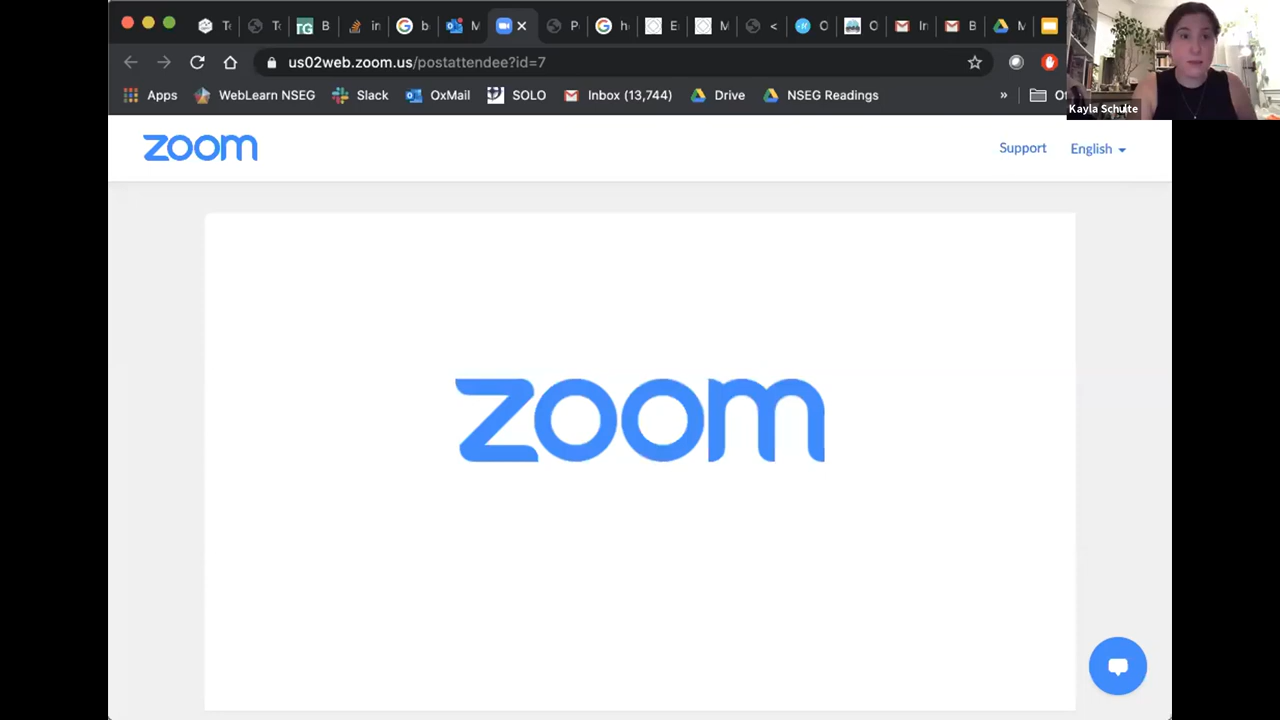 us02web.zoom.us/postattendee?id=7
Apps WebLearn NSEG Slack OxMail SOLO Inbox (13,744) Drive NSEG Readings »
Kayla Schulte
zoom Support English
zoom